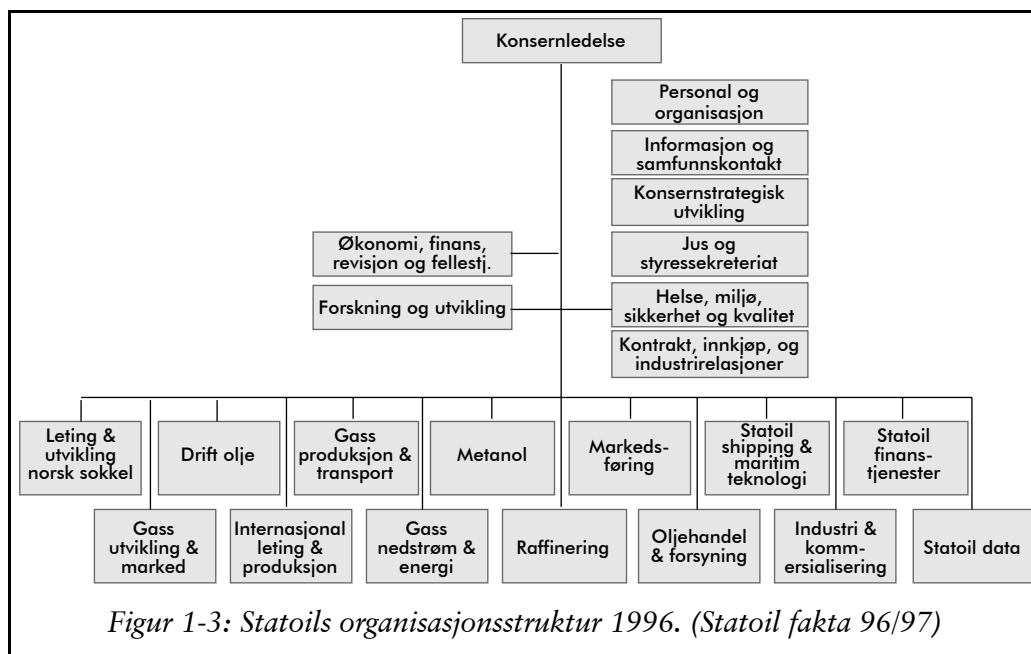 Konsernledelse
Personal og
organisasjon
Informasjon og
samfunnskontakt
Konsernstrategisk
utvikling
Økonomi, finans,
revisjon og fellestj.
Jus og
styressekreteriat
Forskning og utvikling
Helse, miljø,
sikkerhet og kvalitet
Kontrakt, innkjøp, og
industrirelasjoner
Leting &
utvikling
norsk sokkel
Drift olje
Gass
produksjon &
transport
Metanol
Markeds-
føring
Statoil
shipping &
maritim
teknologi
Statoil
finans-
tjenester
Gass
utvikling &
marked
Internasjonal
leting &
produksjon
Gass
nedstrøm &
energi
Raffinering
Oljehandel
& forsyning
Industri &
komm-
ersialisering
Statoil data
Figur 1-3: Statoils organisasjonsstruktur 1996. (Statoil fakta 96/97)